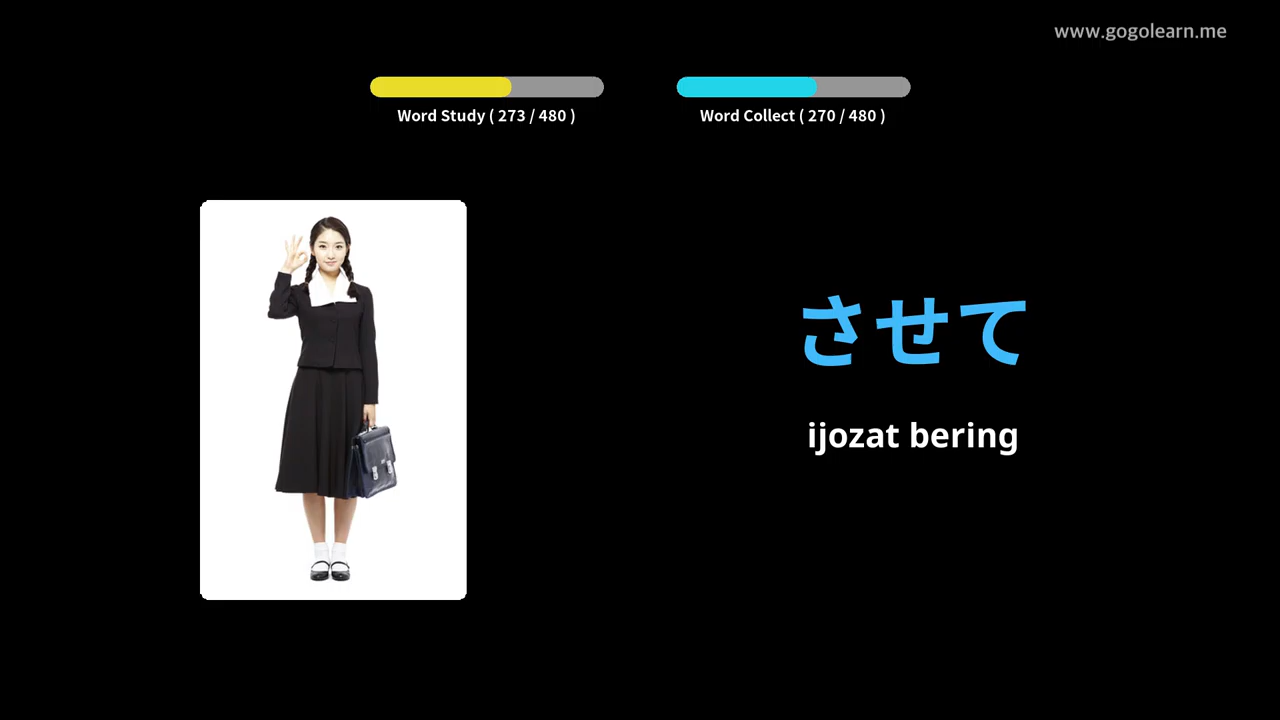 www.gogolearn.me
Word Study ( 273 / 480 )
Word Collect ( 270 / 480 )
させて
ijozat bering